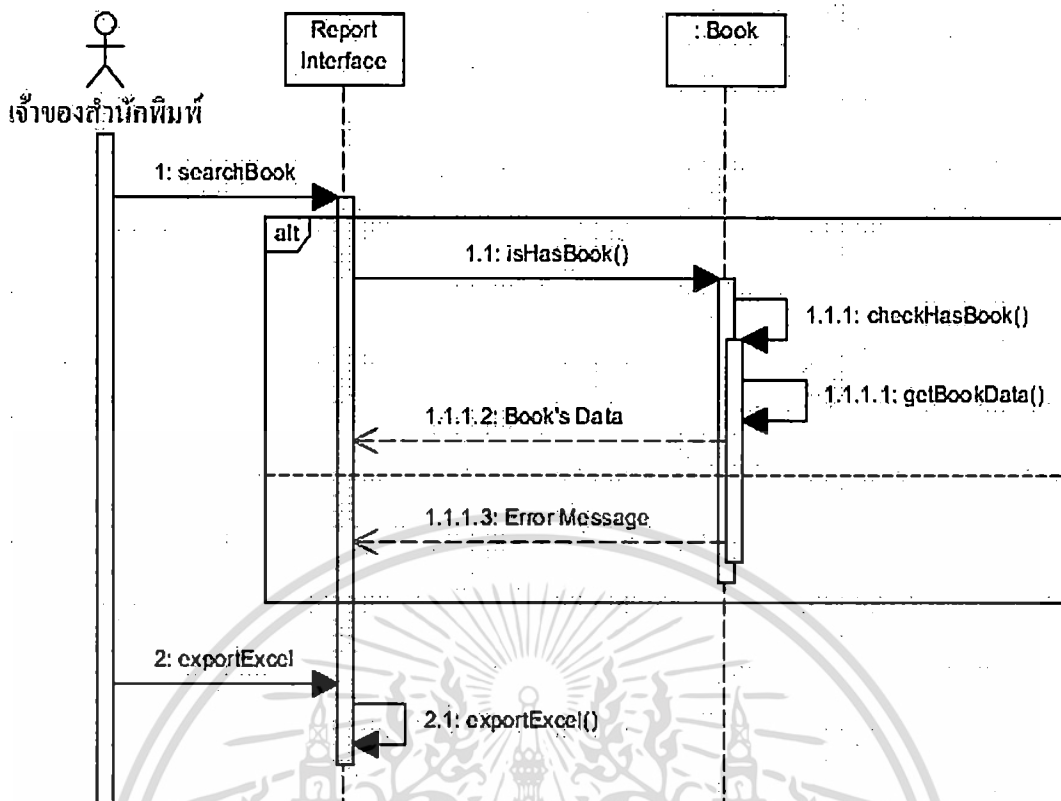 Report
Interface
: Book
เจ้าของสำนักพิมพ์
1: searchBook
alt
1.1: isHasBook()
1.1.1: checkHasBook()
1.1.1.1: getBookData()
1.1.1.2: Book's Data
1.1.1.3: Error Message
2: exportExcel
2.1: exportExcel()